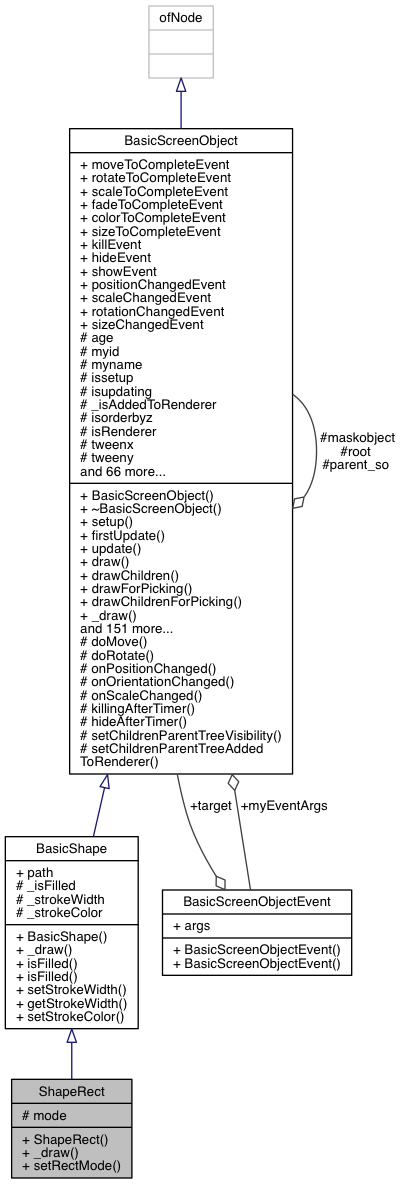 ofNode
BasicScreenObject
+ moveToCompleteEvent
+ rotateToCompleteEvent
+ scaleToCompleteEvent
+ fadeToCompleteEvent
+ colorToCompleteEvent
+ sizeToCompleteEvent
+ killEvent
+ hideEvent
+ showEvent
+ positionChangedEvent
+ scaleChangedEvent
+ rotationChangedEvent
+ sizeChangedEvent
# age
# myid
# myname
# issetup
# isupdating
# _isAddedToRenderer
# isorderbyz
# isRenderer
# tweenx
# tweeny
and 66 more...
#maskobject
#root
#parent_so
+ BasicScreenObject()
+ ~BasicScreenObject()
+ setup()
+ firstUpdate()
+ update()
+ draw()
+ drawChildren()
+ drawForPicking()
+ drawChildrenForPicking()
+ _draw()
and 151 more...
# doMove()
# doRotate()
# onPositionChanged()
# onOrientationChanged()
# onScaleChanged()
# killingAfterTimer()
# hideAfterTimer()
# setChildrenParentTreeVisibility()
# setChildrenParentTreeAdded
ToRenderer()
+target
+myEventArgs
BasicShape
+ path
# _isFilled
# _strokeWidth
# _strokeColor
+ BasicShape()
+ _draw()
+ isFilled()
+ isFilled()
+ setStrokeWidth()
+ getStrokeWidth()
+ setStrokeColor()
BasicScreenObjectEvent
+ args
+ BasicScreenObjectEvent()
+ BasicScreenObjectEvent()
ShapeRect
# mode
+ ShapeRect()
+ _draw()
+ setRectMode()